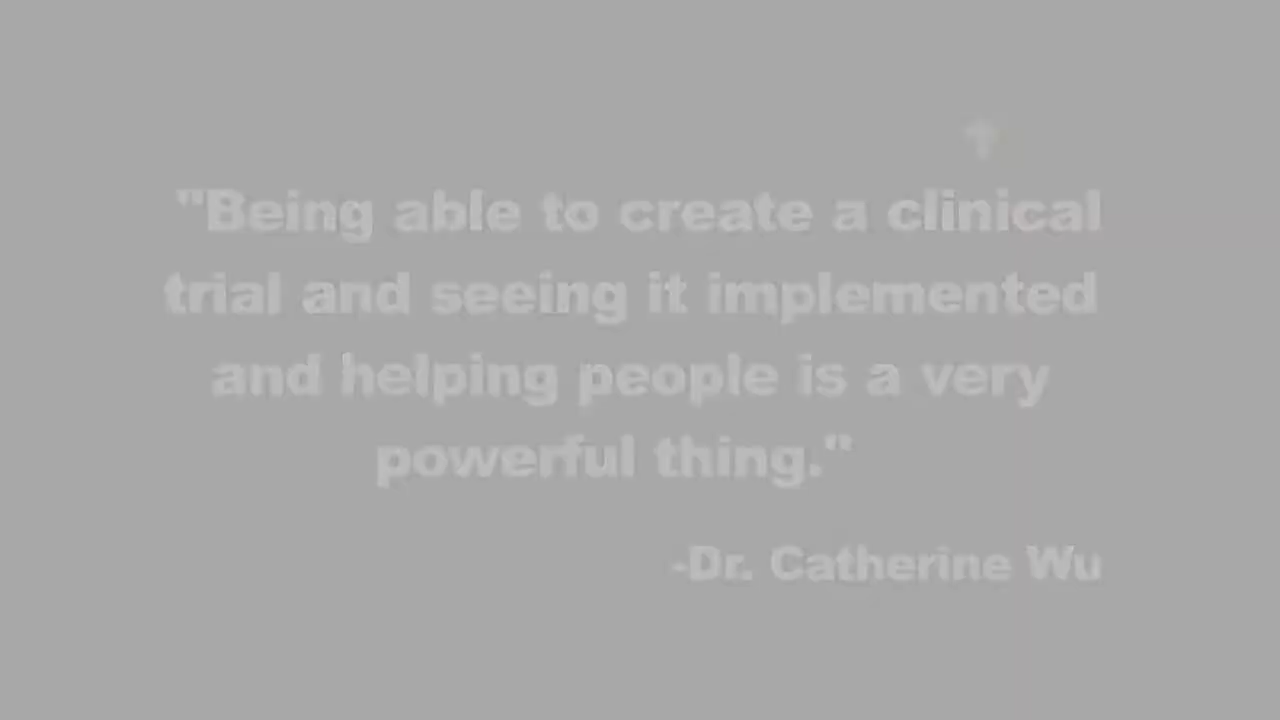 "Being able to create a clinical
trial and seeing it implemented
and helping people is a very
powerful thing."
-Dr. Catherine Wu